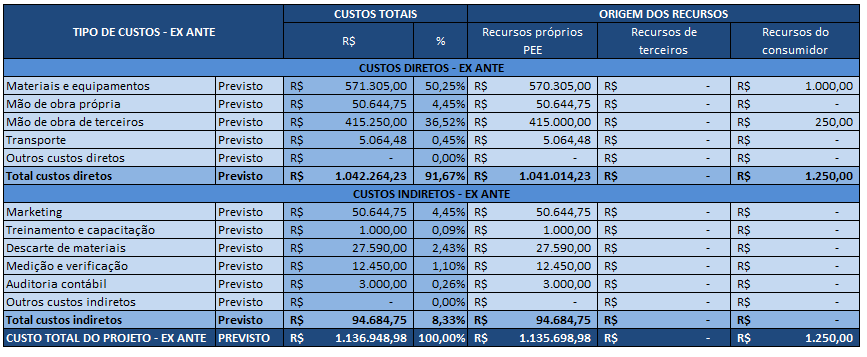 TIPO DE CUSTOS - EX ANTE CUSTOS TOTAIS ORIGEM DOS RECURSOS
R$ % Recursos próprios PEE Recursos de terceiros Recursos do consumidor
CUSTOS DIRETOS - EX ANTE
Materiais e equipamentos Previsto R$ 571.305,00 50,25% R$ 570.305,00 R$ - R$ 1.000,00
Mão de obra própria Previsto R$ 50.644,75 4,45% R$ 50.644,75 R$ - R$ -
Mão de obra de terceiros Previsto R$ 415.250,00 36,52% R$ 415.000,00 R$ - R$ 250,00
Transporte Previsto R$ 5.064,48 0,45% R$ 5.064,48 R$ - R$ -
Outros custos diretos Previsto R$ - 0,00% R$ - R$ - R$ -
Total custos diretos Previsto R$ 1.042.264,23 91,67% R$ 1.041.014,23 R$ - R$ 1.250,00
CUSTOS INDIRETOS - EX ANTE
Marketing Previsto R$ 50.644,75 4,45% R$ 50.644,75 R$ - R$ -
Treinamento e capacitação Previsto R$ 1.000,00 0,09% R$ 1.000,00 R$ - R$ -
Descarte de materiais Previsto R$ 27.590,00 2,43% R$ 27.590,00 R$ - R$ -
Medição e verificação Previsto R$ 12.450,00 1,10% R$ 12.450,00 R$ - R$ -
Auditoria contábil Previsto R$ 3.000,00 0,26% R$ 3.000,00 R$ - R$ -
Outros custos indiretos Previsto R$ - 0,00% R$ - R$ - R$ -
Total custos indiretos Previsto R$ 94.684,75 8,33% R$ 94.684,75 R$ - R$ -
CUSTO TOTAL DO PROJETO - EX ANTE PREVISTO R$ 1.136.948,98 100,00% R$ 1.135.698,98 R$ - R$ 1.250,00